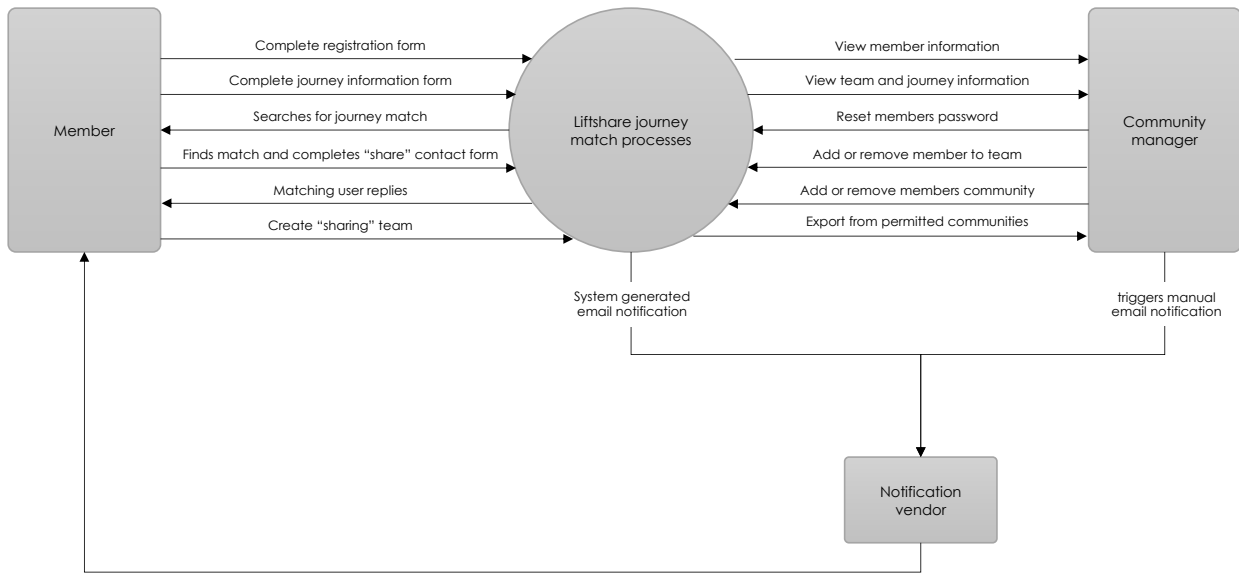 Member
Complete registration form
Complete journey information form
Searches for journey match
Finds match and completes “share” contact form
Matching user replies
Create “sharing” team
Liftshare journey
match processes
View member information
View team and journey information
Reset members password
Add or remove member to team
Add or remove members community
Export from permitted communities
Community
manager
System generated
email notification
triggers manual
email notification
Notification
vendor